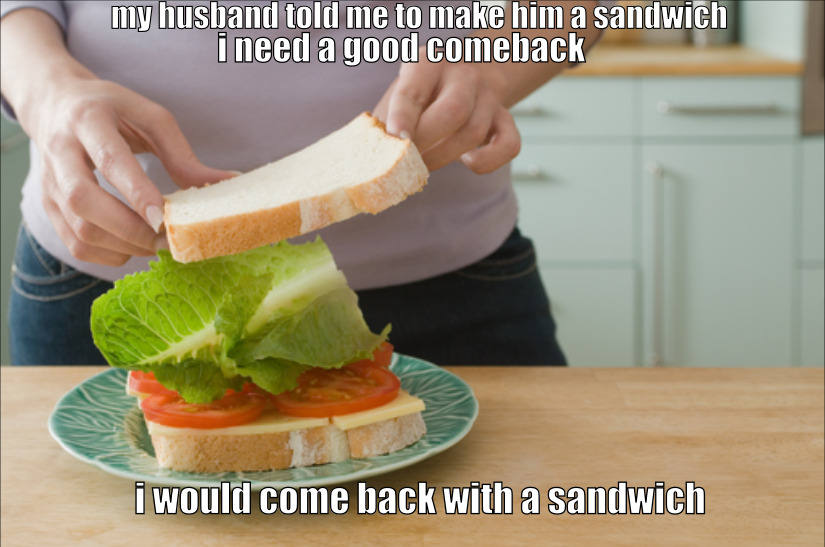 my husband told me to make him a sandwich
i need a good comeback
i would come back with a sandwich